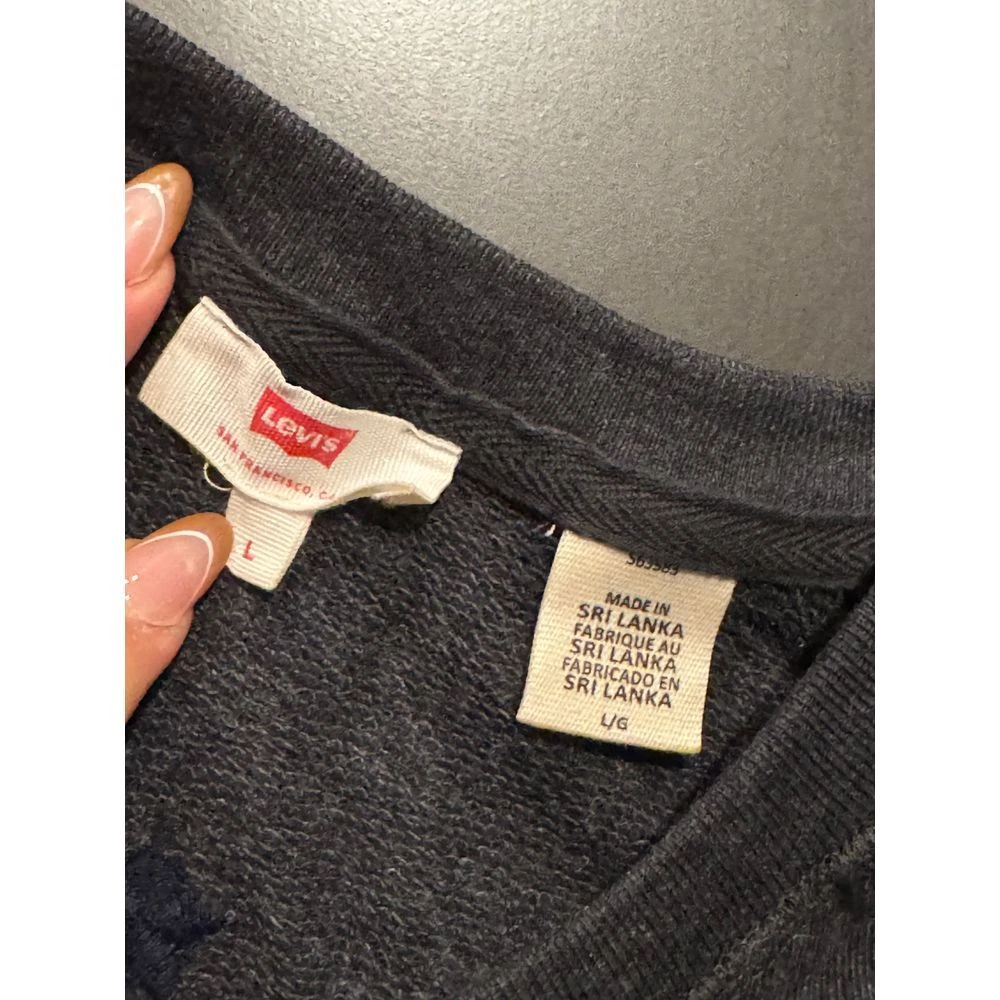 Levi's
SAN FRANCISCO, CA
L
MADE IN
SRI LANKA
FABRIQUE AU
SRI LANKA
FABRICADO EN
SRI LANKA
L/G